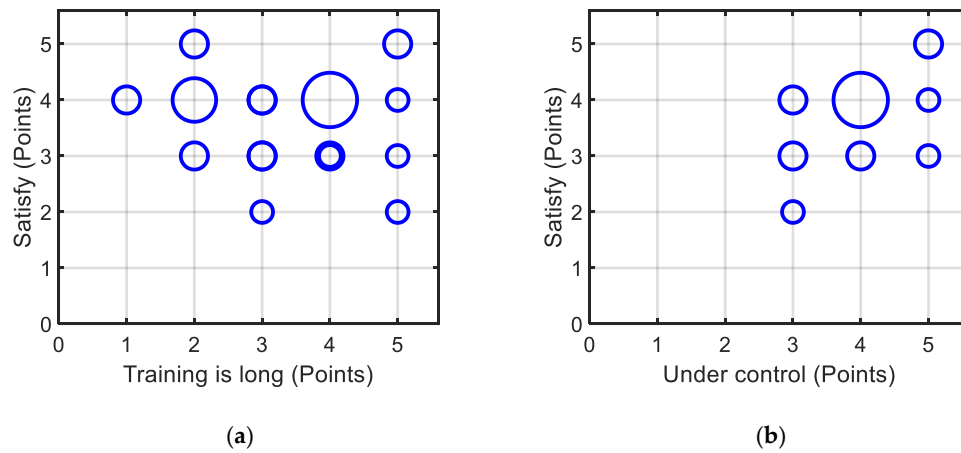 5
4
3
2
1
0
Satisfy (Points)
0 1 2 3 4 5
Training is long (Points)
(a)
5
4
3
2
1
0
Satisfy (Points)
0 1 2 3 4 5
Under control (Points)
(b)